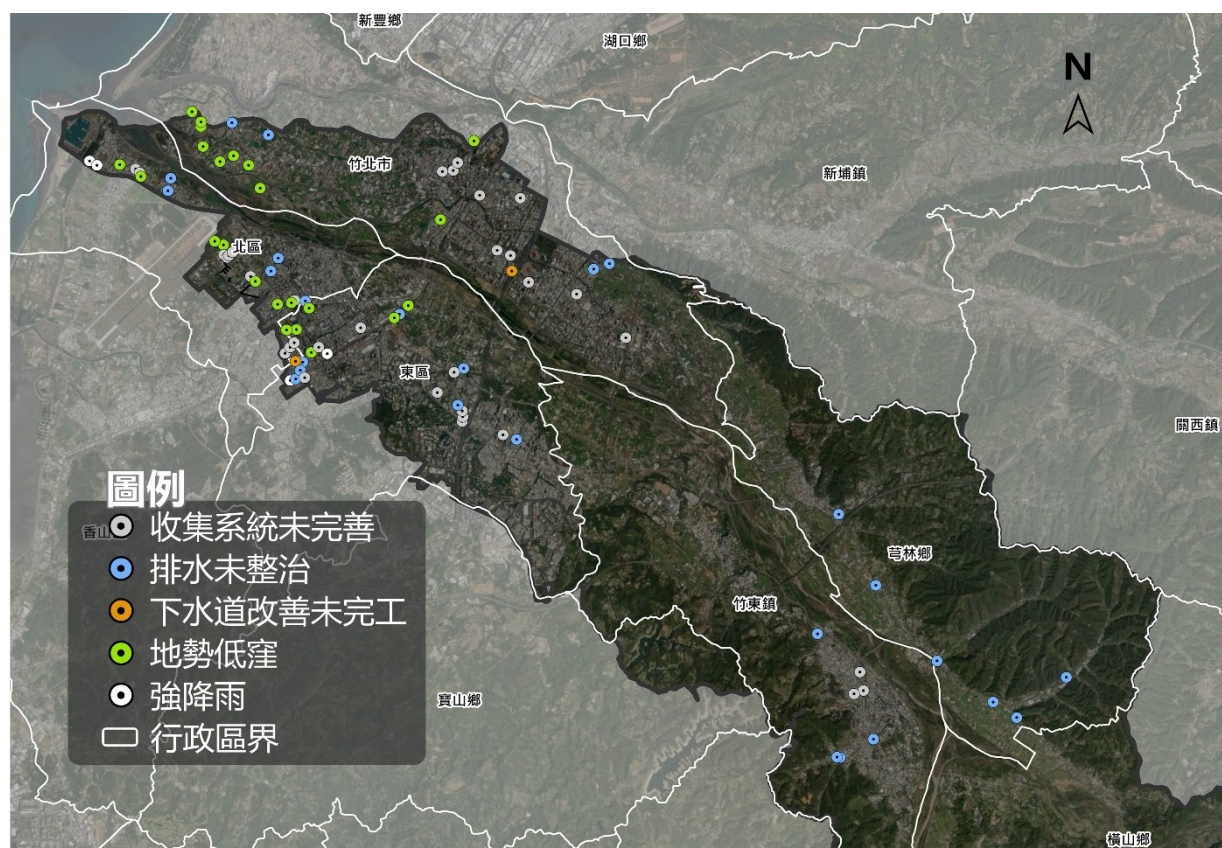 新豐鄉
湖口鄉
N
竹北市
新埔鎮
北區
東區
關西鎮
圖例
香山
收集系統未完善
排水未整治
下水道改善未完工
地勢低窪
強降雨
行政區界
芎林鄉
竹東鎮
寶山鄉
橫山鄉